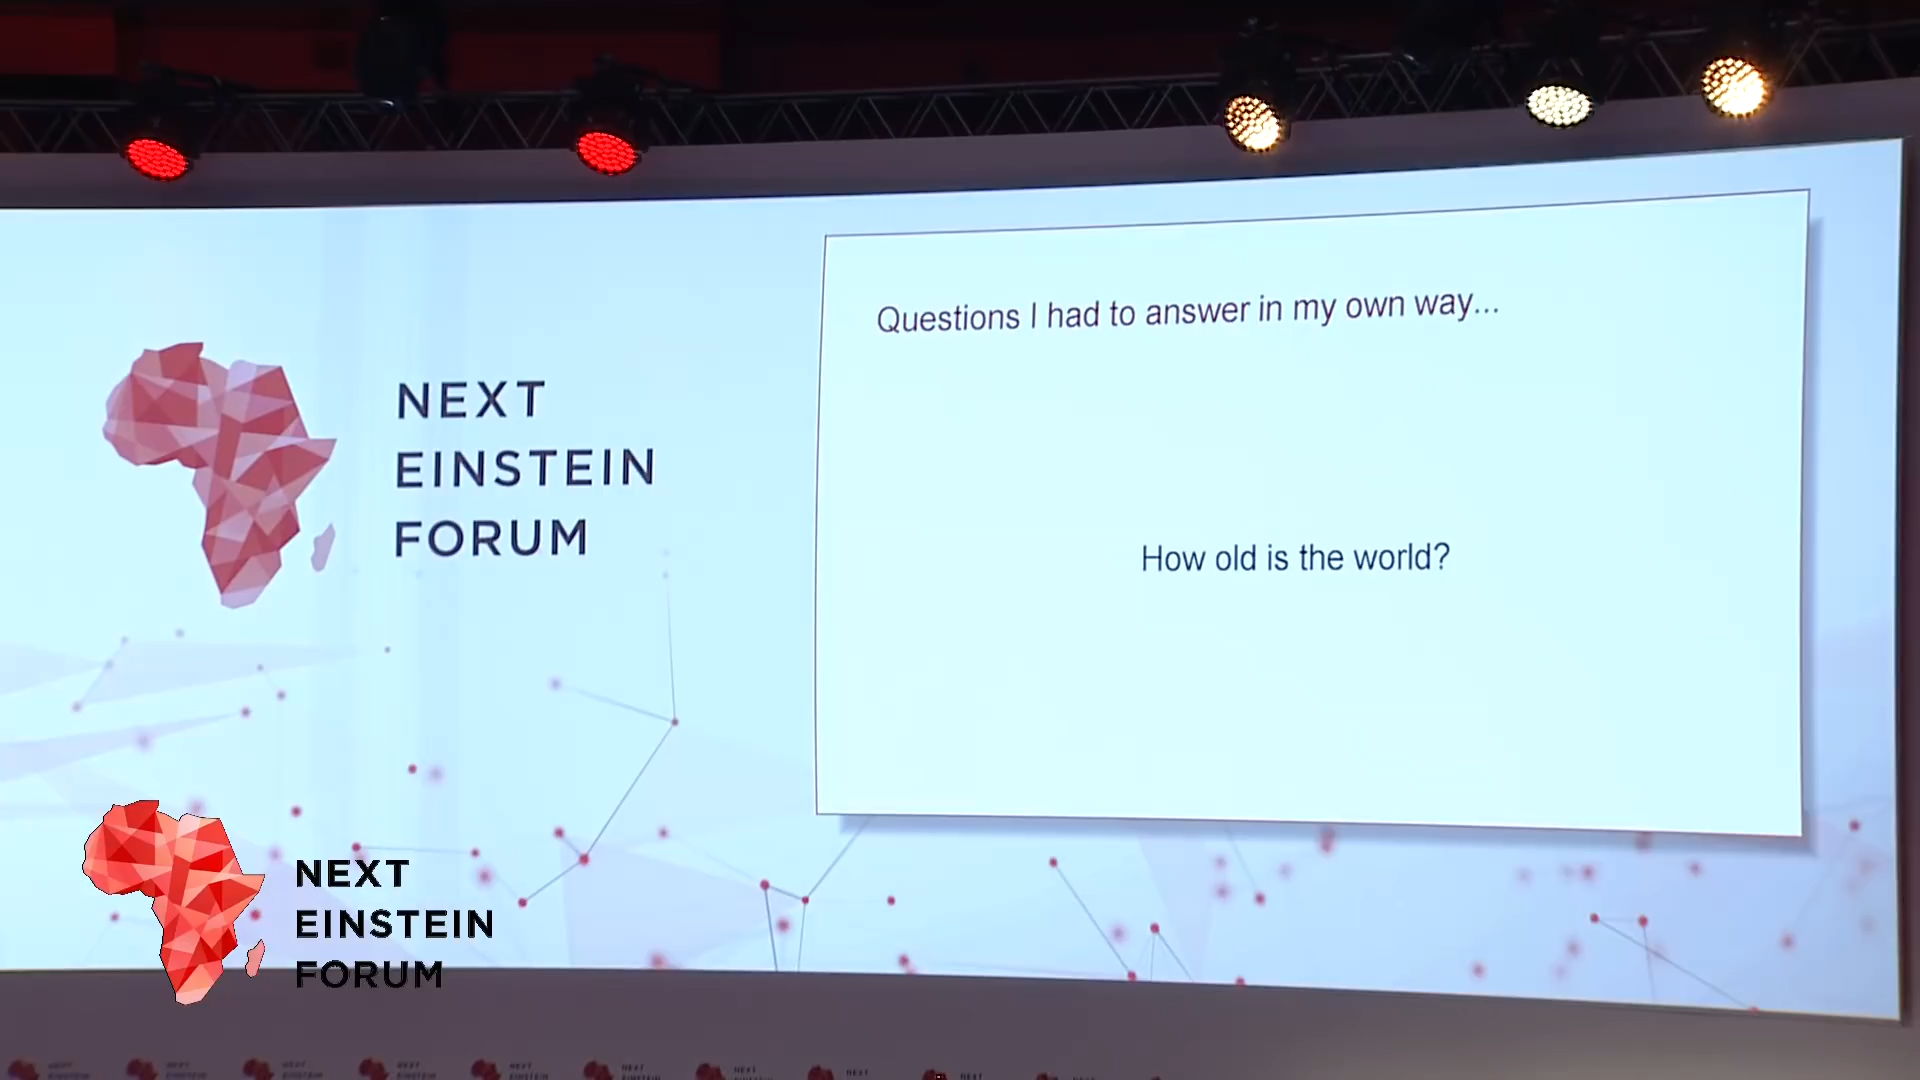 NEXT
EINSTEIN
FORUM
Questions I had to answer in my own way...
How old is the world?
NEXT
EINSTEIN
FORUM